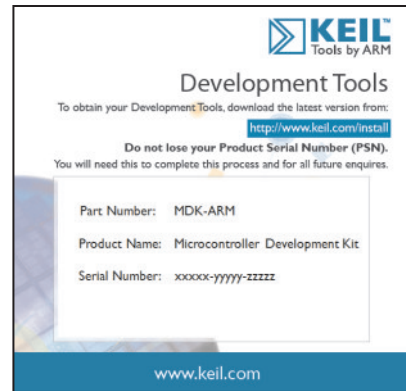 KEIL™
Tools by ARM
Development Tools
To obtain your Development Tools, download the latest version from:
http://www.keil.com/install
Do not lose your Product Serial Number (PSN).
You will need this to complete this process and for all future enquires.
Part Number: MDK-ARM
Product Name: Microcontroller Development Kit
Serial Number: xxxxx-yyyyy-zzzzz
www.keil.com